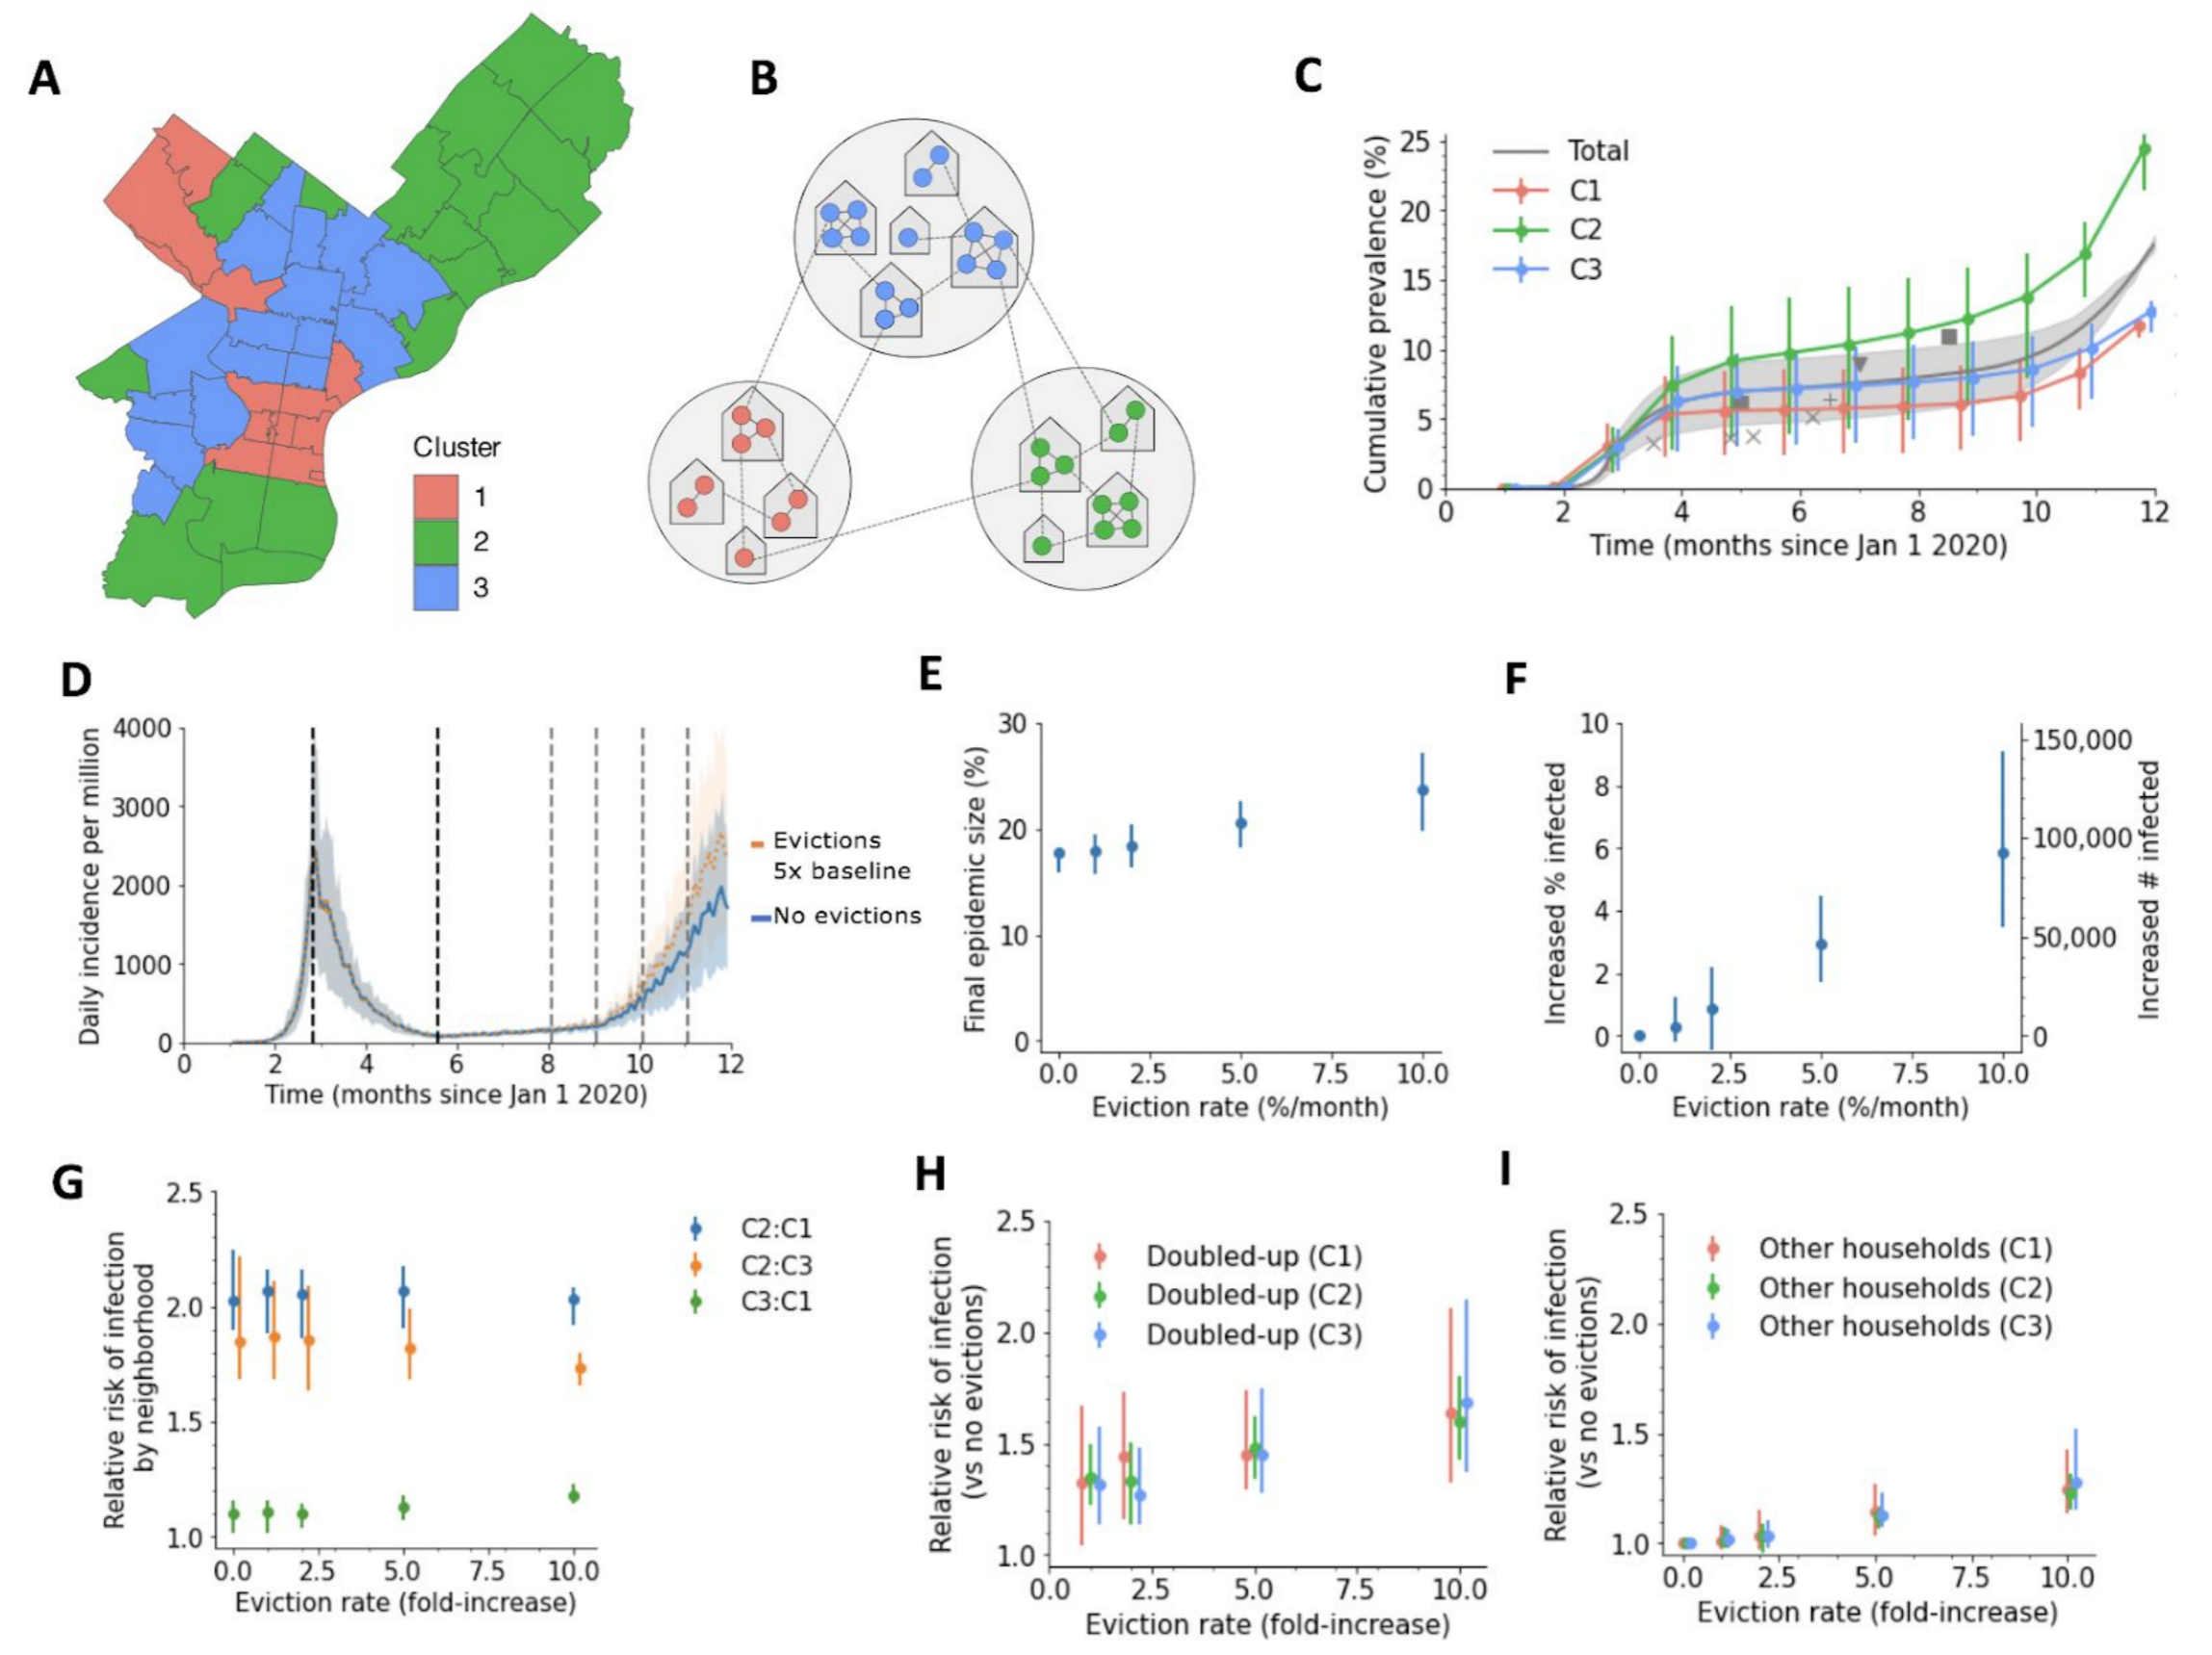 A
Cluster
1
2
3
B
C
Cumulative prevalence (%)
25
20
15
10
5
0
Total
C1
C2
C3
0 2 4 6 8 10 12
Time (months since Jan 1 2020)
D
Daily incidence per million
4000
3000
2000
1000
0
0 2 4 6 8 10 12
Time (months since Jan 1 2020)
Evictions
5x baseline
No evictions
E
Final epidemic size (%)
30
20
10
0
0.0 2.5 5.0 7.5 10.0
Eviction rate (%/month)
F
Increased % infected
10
8
6
4
2
0
150,000
100,000
50,000
0
Increased # infected
0.0 2.5 5.0 7.5 10.0
Eviction rate (%/month)
G
Relative risk of infection
by neighborhood
2.5
2.0
1.5
1.0
0.0 2.5 5.0 7.5 10.0
Eviction rate (fold-increase)
C2:C1
C2:C3
C3:C1
H
Relative risk of infection
(vs no evictions)
2.5
2.0
1.5
1.0
Doubled-up (C1)
Doubled-up (C2)
Doubled-up (C3)
0.0 2.5 5.0 7.5 10.0
Eviction rate (fold-increase)
I
Relative risk of infection
(vs no evictions)
2.5
2.0
1.5
1.0
Other households (C1)
Other households (C2)
Other households (C3)
0.0 2.5 5.0 7.5 10.0
Eviction rate (fold-increase)